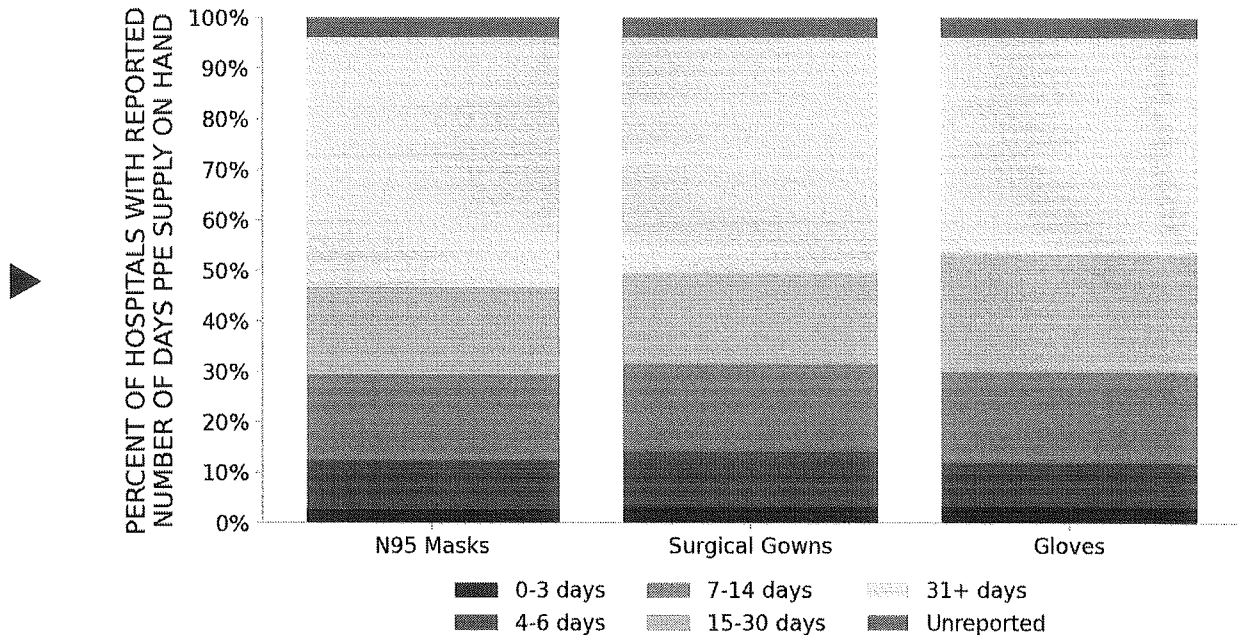 PERCENT OF HOSPITALS WITH REPORTED
NUMBER OF DAYS PPE SUPPLY ON HAND
100%
90%
80%
70%
60%
50%
40%
30%
20%
10%
0%
N95 Masks Surgical Gowns Gloves
0-3 days 7-14 days 31+ days
4-6 days 15-30 days Unreported